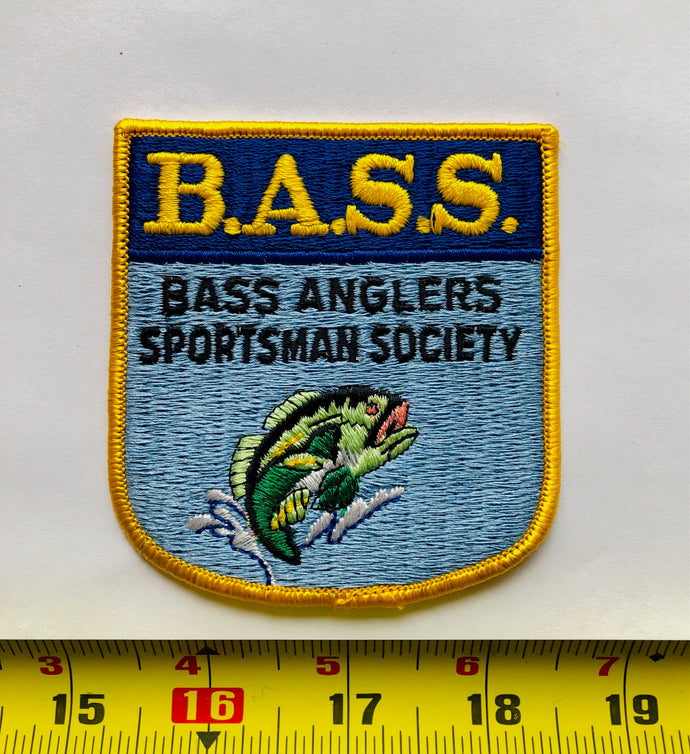 B.A.S.S.
BASS ANGLERS
SPORTSMAN SOCIETY
3 4 5 6 7
15 16 17 18 19